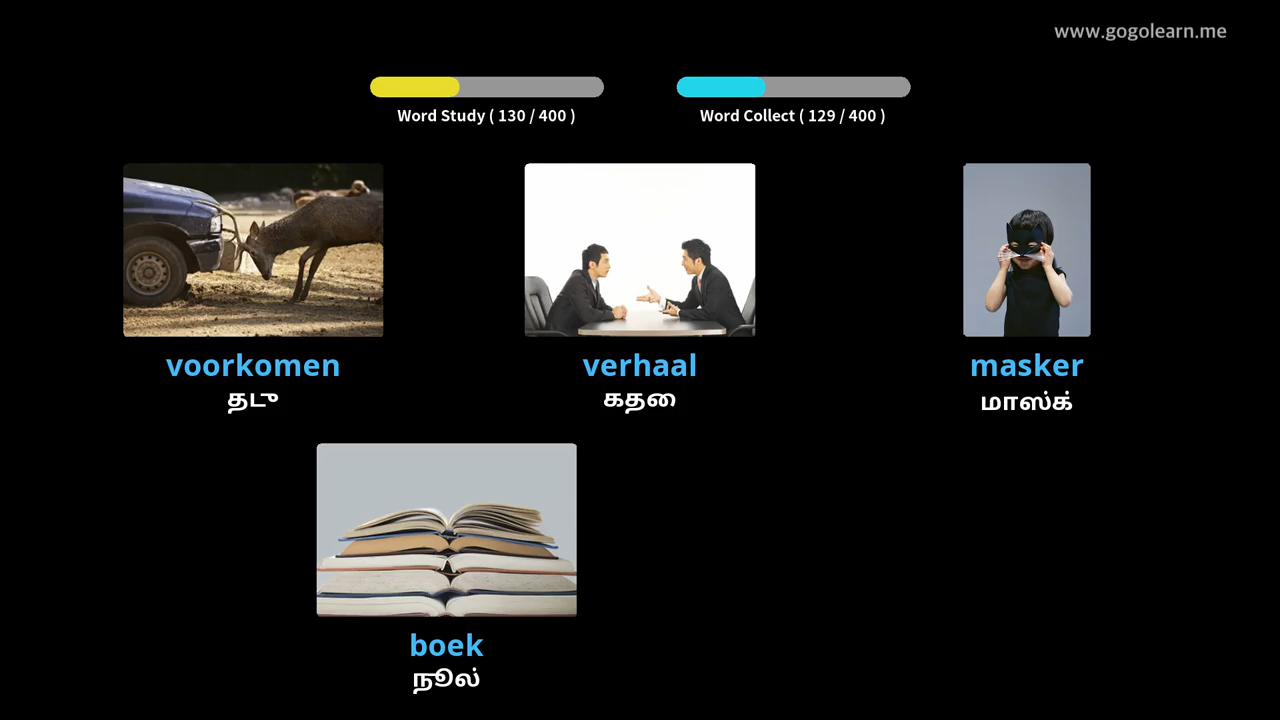 www.gogolearn.me
Word Study ( 130 / 400 )
Word Collect ( 129 / 400 )
voorkomen
தடு
verhaal
கதை
masker
மாஸ்க்
boek
நூல்